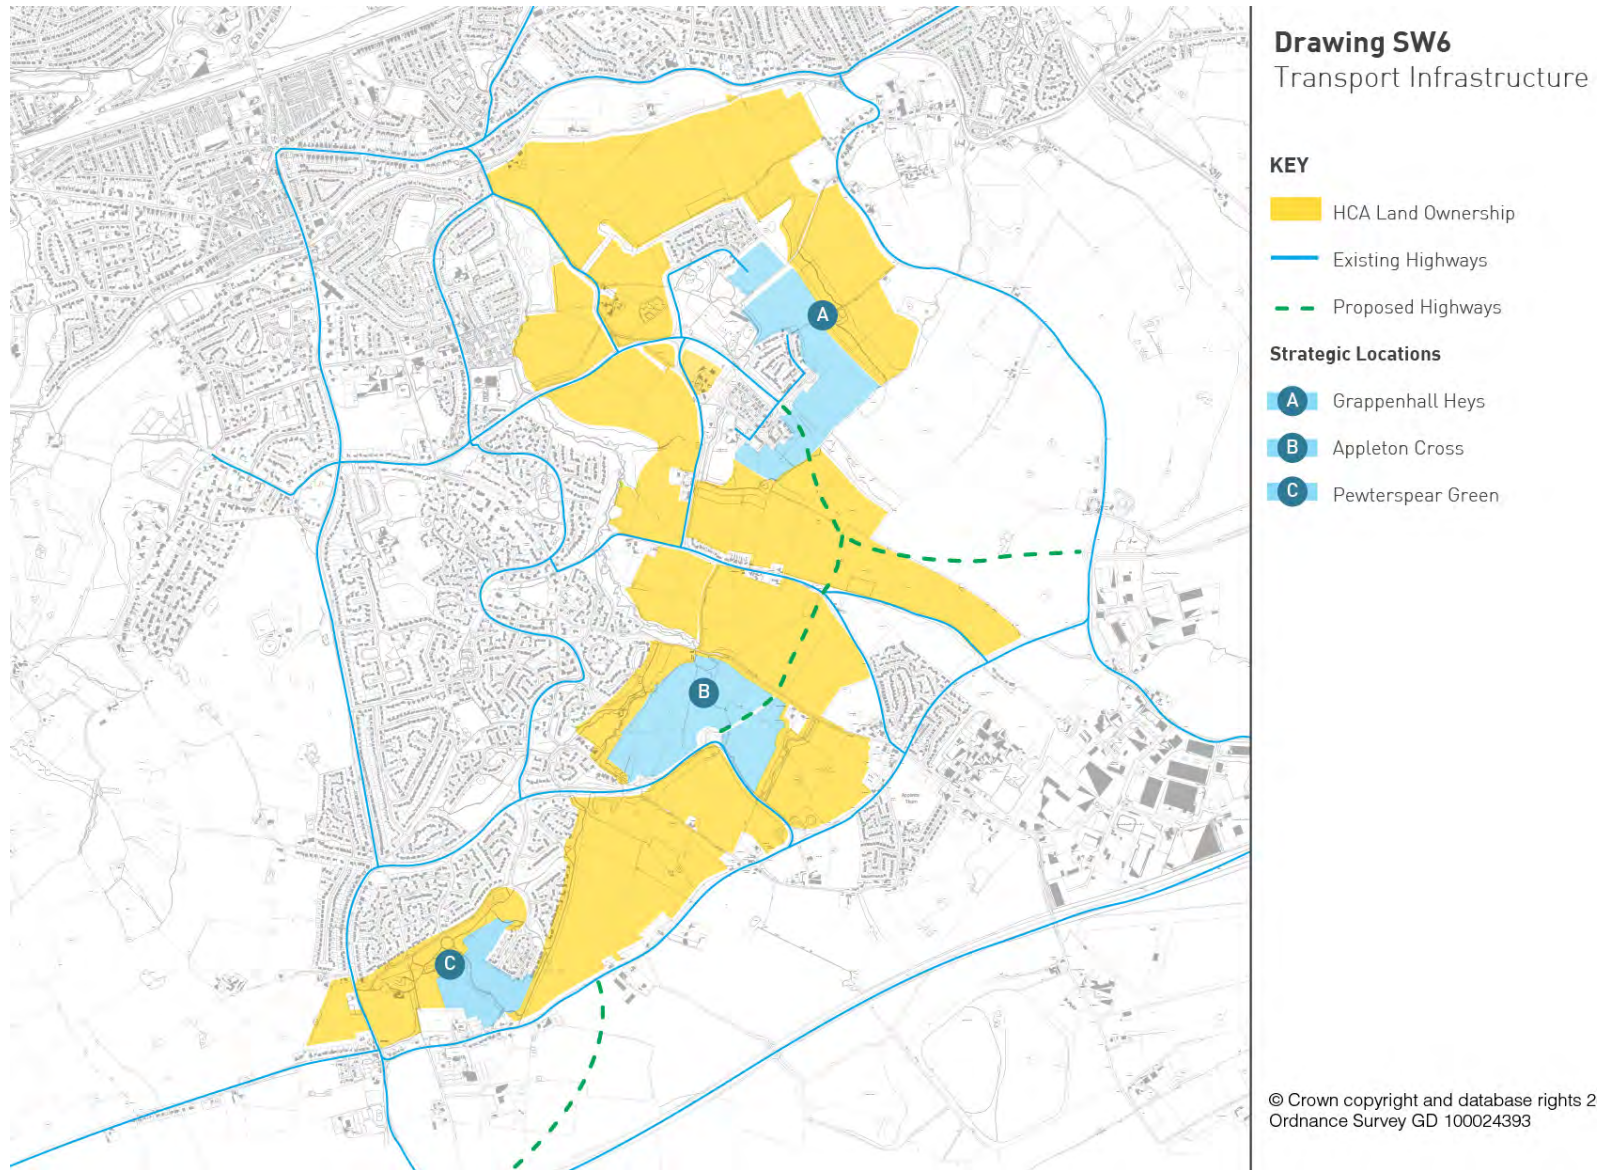 Drawing SW6
Transport Infrastructure
KEY
HCA Land Ownership
Existing Highways
Proposed Highways
Strategic Locations
A Grappenhall Heys
B Appleton Cross
C Pewterspear Green
A
B
C
© Crown copyright and database rights 2
Ordnance Survey GD 100024393